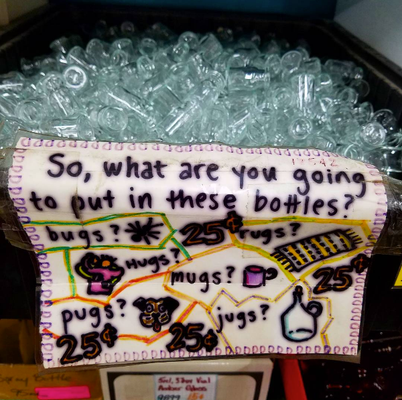 So, what are you going
to put in these bottles?
bugs? 25¢ rugs?
Hugs?
mugs? 25¢
pugs? jugs?
25¢ 25¢